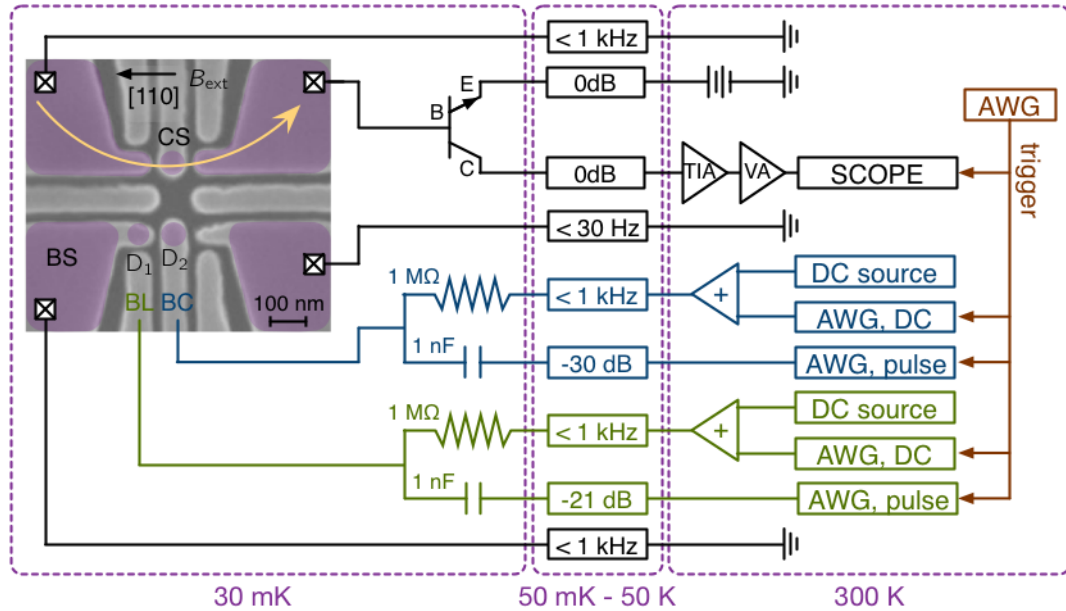 < 1 kHz
B_ext
[110]
CS
E
B
C
0dB
0dB
TIA
VA
SCOPE
AWG
trigger
< 30 Hz
BS
D₁
D₂
BL
BC
100 nm
1 MΩ
< 1 kHz
+
DC source
AWG, DC
1 nF
-30 dB
AWG, pulse
1 MΩ
< 1 kHz
+
DC source
AWG, DC
1 nF
-21 dB
AWG, pulse
< 1 kHz
30 mK
50 mK - 50 K
300 K